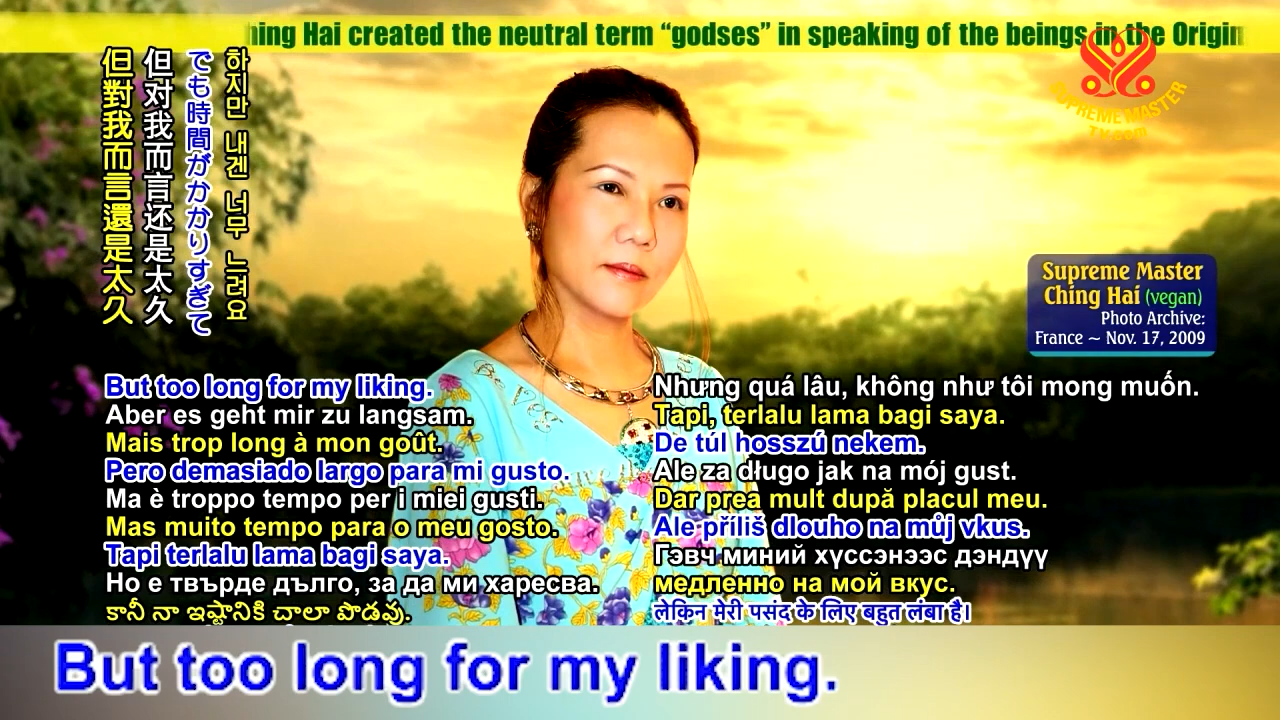 hing Hai created the neutral term “godses” in speaking of the beings in the Origin
SUPREME MASTER
TV.com
但對我而言還是太久
但对我而言还是太久
でも時間がかかりすぎて
하지만 내겐 너무 느려요
Supreme Master
Ching Hai (vegan)
Photo Archive:
France ~ Nov. 17, 2009
But too long for my liking.
Aber es geht mir zu langsam.
Mais trop long à mon goût.
Pero demasiado largo para mi gusto.
Ma è troppo tempo per i miei gusti.
Mas muito tempo para o meu gosto.
Tapi terlalu lama bagi saya.
Но е твърде дълго, за да ми харесва.
కానీ నా ఇష్టానికి చాలా పొడవు.
Nhưng quá lâu, không như tôi mong muốn.
Tapi, terlalu lama bagi saya.
De túl hosszú nekem.
Ale za długo jak na mój gust.
Dar prea mult după placul meu.
Ale příliš dlouho na můj vkus.
Гэвч миний хүссэнээс дэндүү
медленно на мой вкус.
लेकिन मेरी पसंद के लिए बहुत लंबा है।
But too long for my liking.